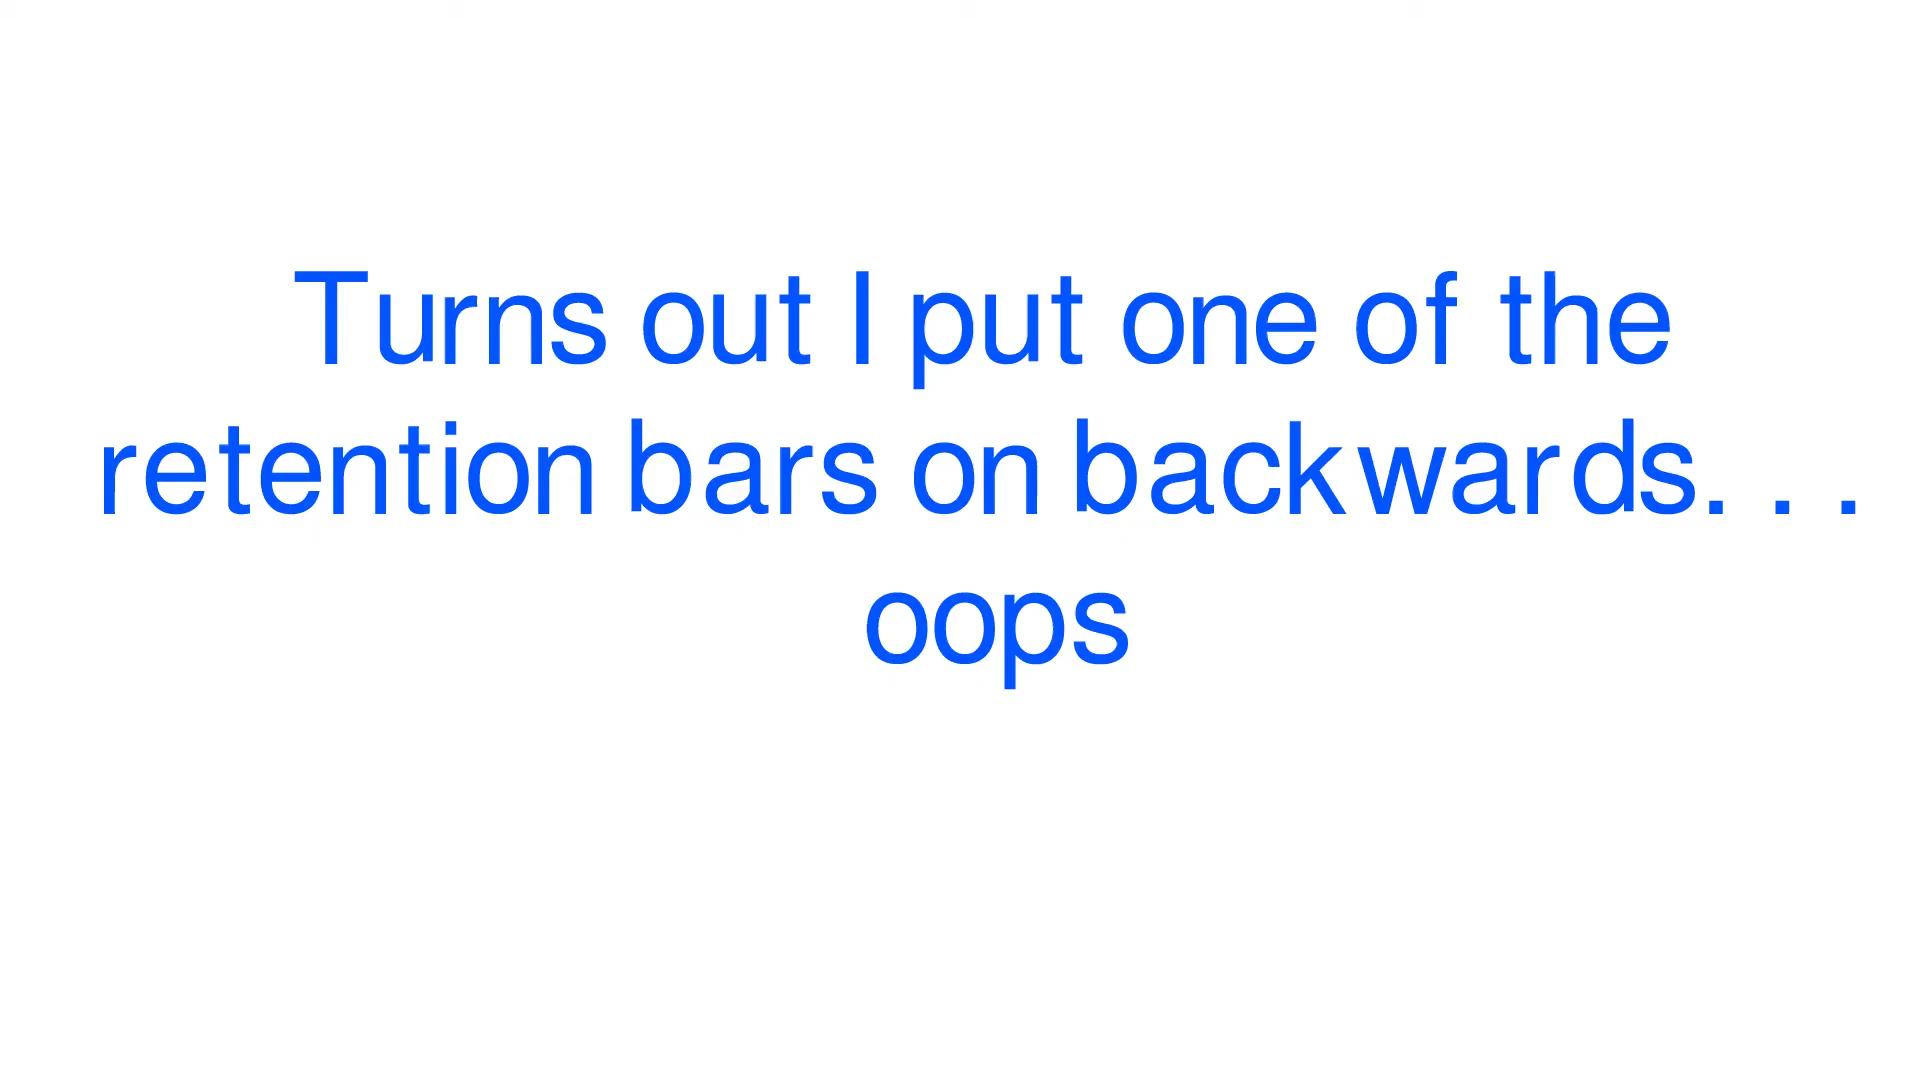 Turns out I put one of the
retention bars on backwards. . .
oops